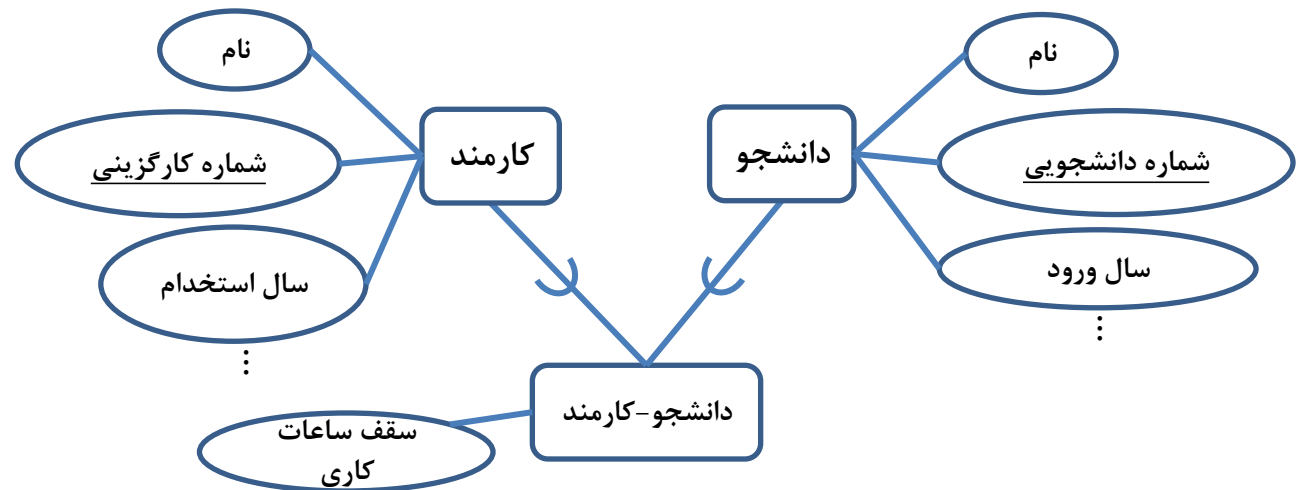 نام
نام
دانشجو
کارمند
شماره دانشجویی
شماره کارگزینی
سال ورود
سال استخدام
⋮
⋮
دانشجو-کارمند
سقف ساعات
کاری